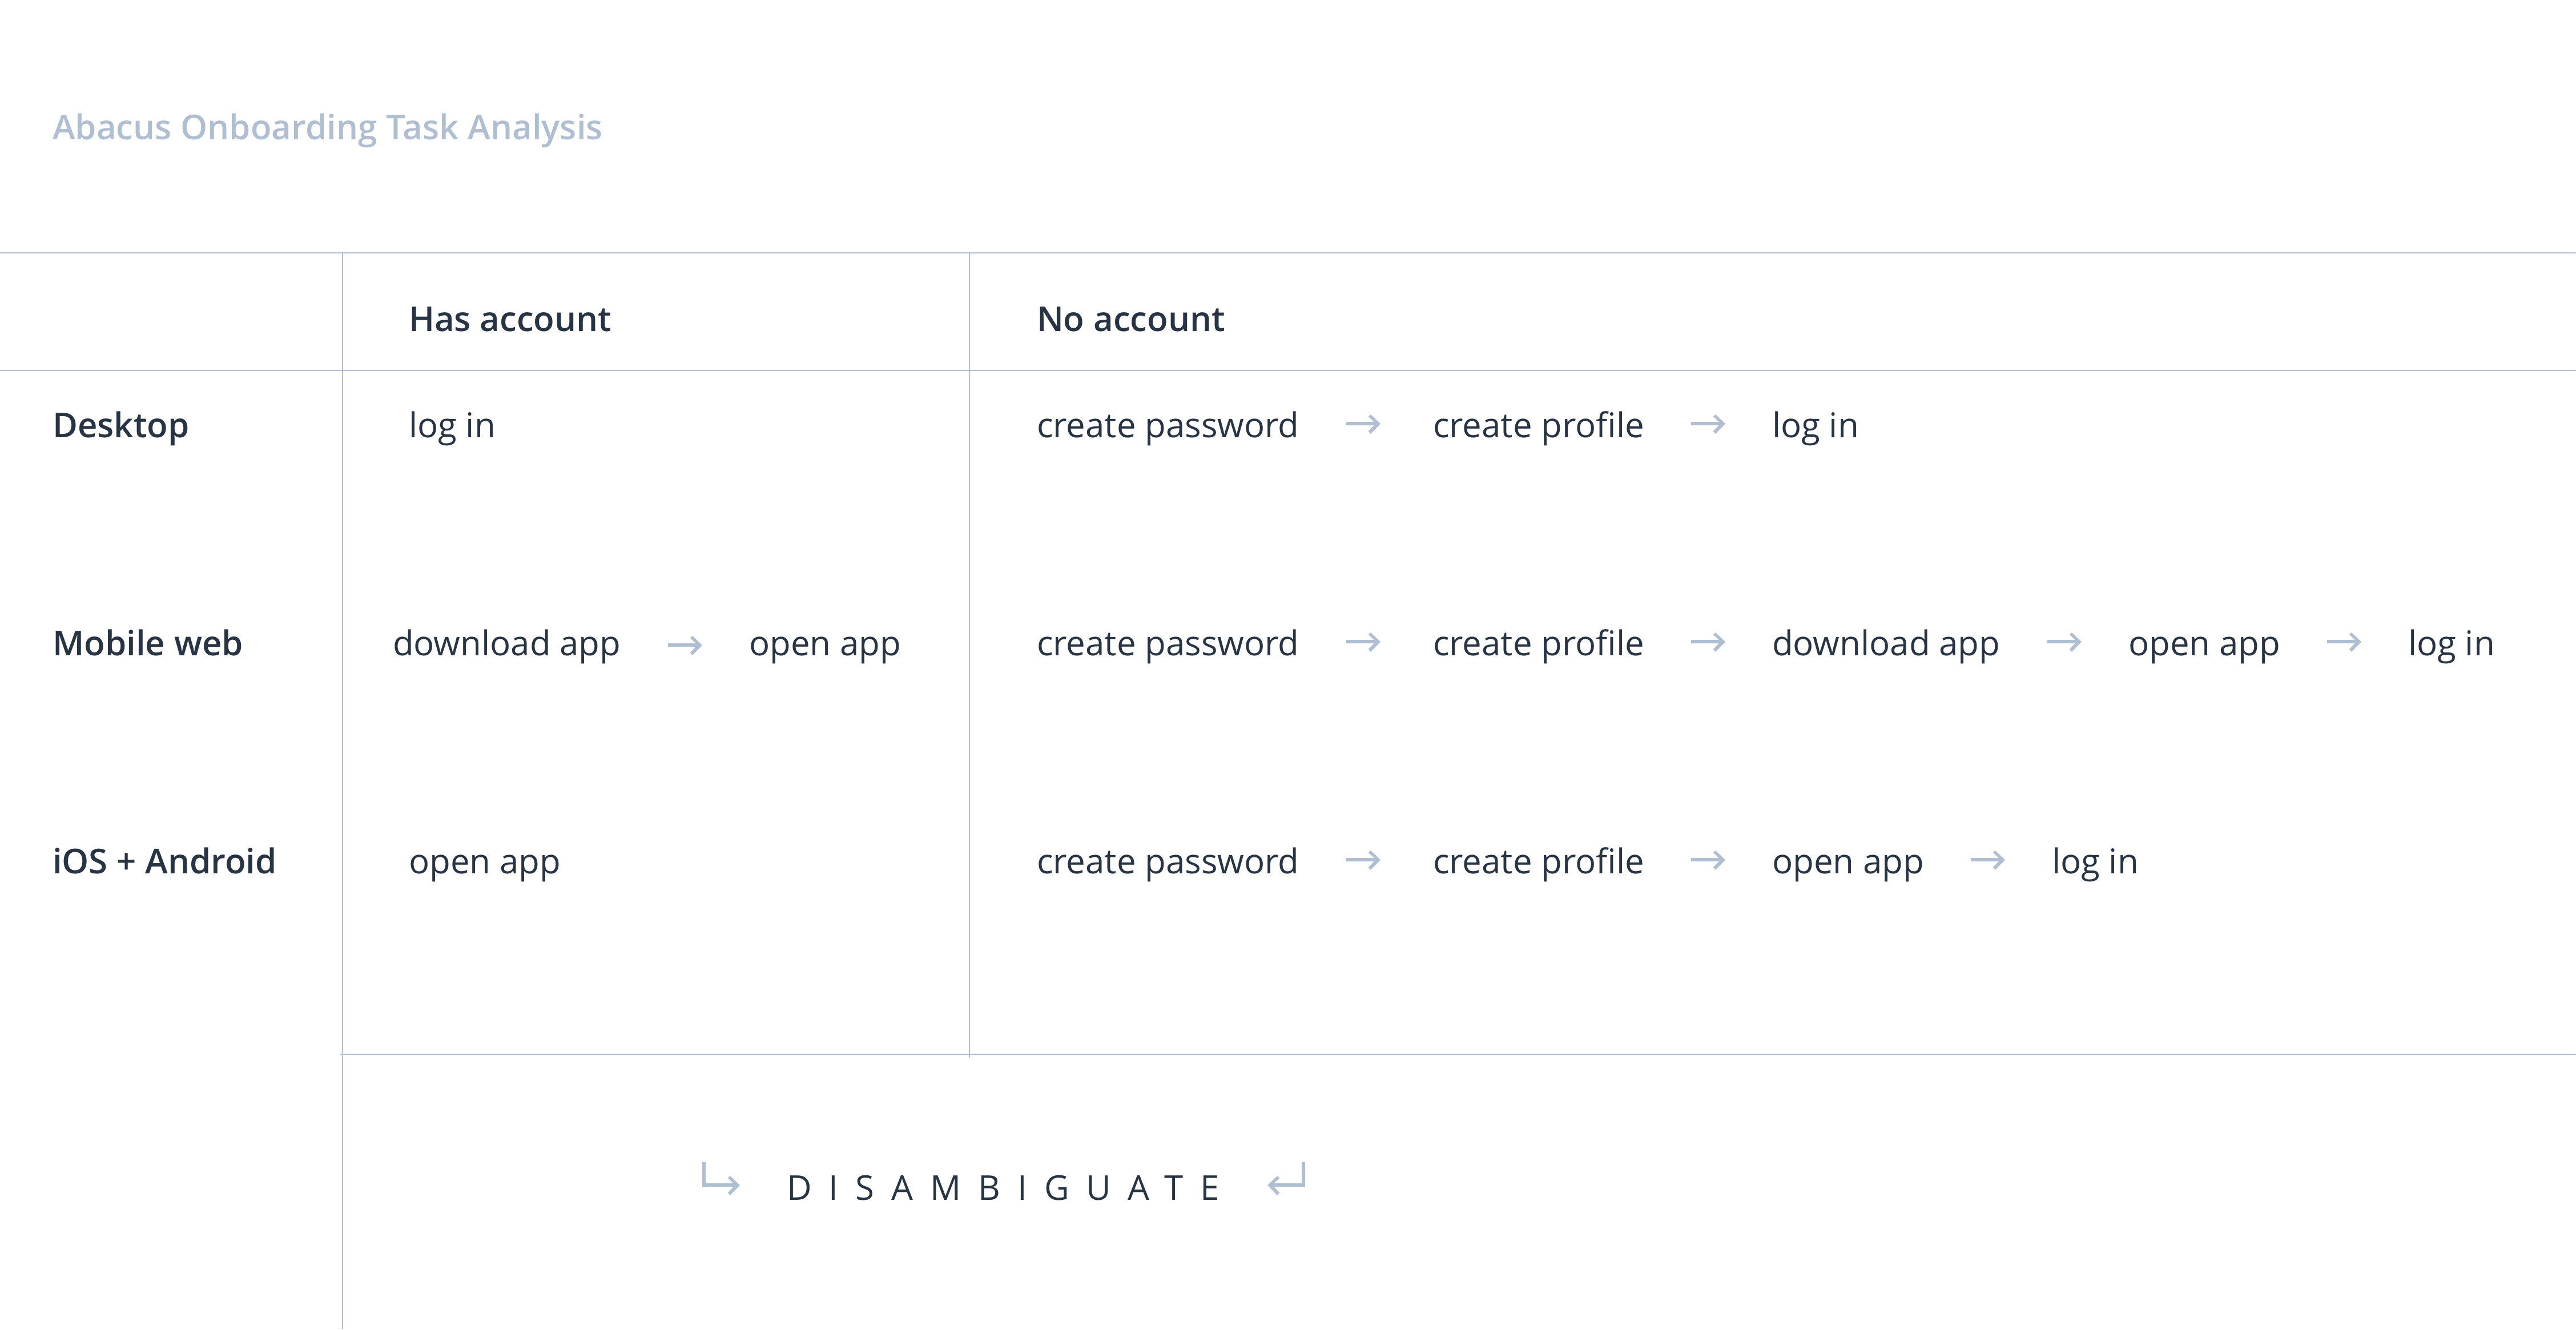 Abacus Onboarding Task Analysis
Has account No account
Desktop log in create password → create profile → log in
Mobile web download app → open app create password → create profile → download app → open app → log in
iOS + Android open app create password → create profile → open app → log in
DISAMBIGUATE